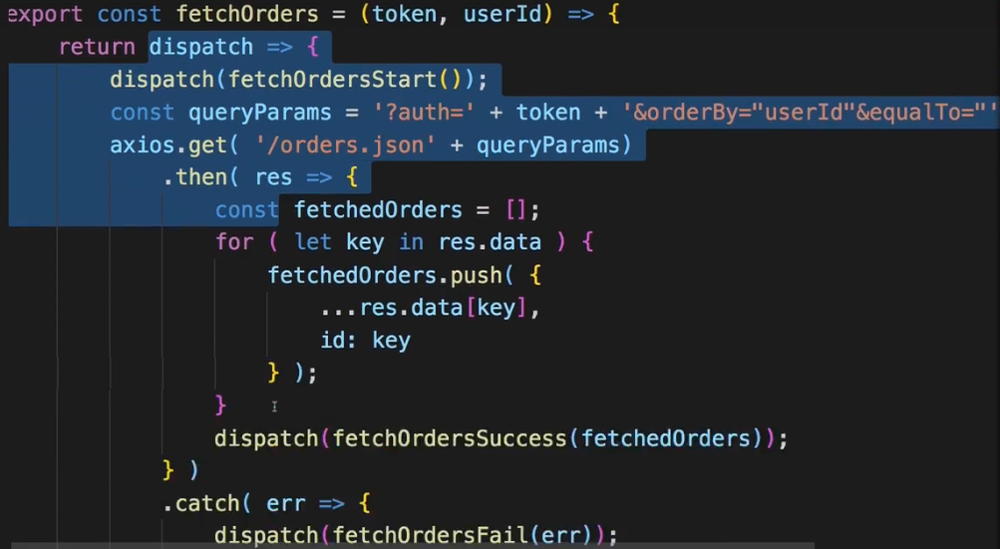 export const fetchOrders = (token, userId) => {
return dispatch => {
dispatch(fetchOrdersStart());
const queryParams = '?auth=' + token + '&orderBy="userId"&equalTo="'
axios.get( '/orders.json' + queryParams)
.then( res => {
const fetchedOrders = [];
for ( let key in res.data ) {
fetchedOrders.push( {
...res.data[key],
id: key
} );
}
dispatch(fetchOrdersSuccess(fetchedOrders));
} )
.catch( err => {
dispatch(fetchOrdersFail(err));